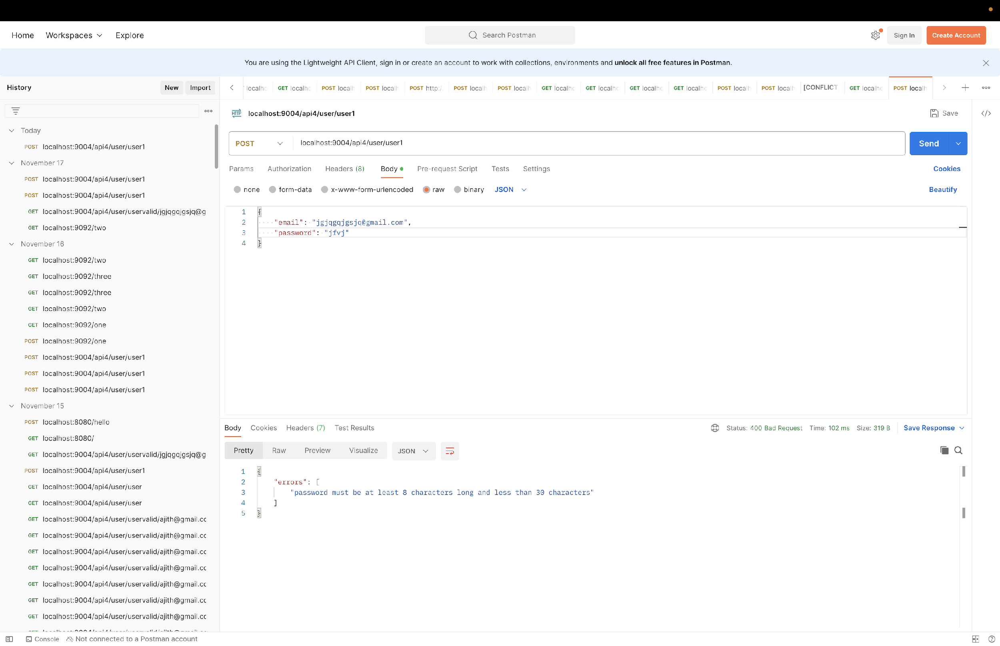 Home Workspaces Explore Search Postman Sign In Create Account
You are using the Lightweight API Client, sign in or create an account to work with collections, environments and unlock all free features in Postman.
History New Import
GET localhc POST localh POST localh POST http:/ POST localh POST localh GET localhc GET localhc GET localhc GET localhc POST localh POST localh [CONFLICT GET localhc POST localh
Today
POST localhost:9004/api4/user/user1
November 17
POST localhost:9004/api4/user/user1
POST localhost:9004/api4/user/user1
GET localhost:9004/api4/user/uservalid/jgjqgqjgsjq@g
GET localhost:9092/two
November 16
GET localhost:9092/two
GET localhost:9092/three
GET localhost:9092/three
GET localhost:9092/two
GET localhost:9092/one
POST localhost:9092/one
POST localhost:9004/api4/user/user1
POST localhost:9004/api4/user/user1
POST localhost:9004/api4/user/user1
November 15
POST localhost:8080/hello
GET localhost:8080/
GET localhost:9004/api4/user/uservalid/jgjqgqjgsjq@g
POST localhost:9004/api4/user/user1
GET localhost:9004/api4/user/user
GET localhost:9004/api4/user/user
GET localhost:9004/api4/user/uservalid/ajith@gmail.cc
GET localhost:9004/api4/user/uservalid/ajith@gmail.cc
GET localhost:9004/api4/user/uservalid/ajith@gmail.cc
GET localhost:9004/api4/user/uservalid/ajith@gmail.cc
GET localhost:9004/api4/user/uservalid/ajith@gmail.cc
GET localhost:9004/api4/user/uservalid/ajith@gmail.cc
GET localhost:9004/api4/user/uservalid/ajith@gmail.cc
HTTP localhost:9004/api4/user/user1 Save
POST localhost:9004/api4/user/user1 Send
Params Authorization Headers (8) Body Pre-request Script Tests Settings Cookies
none form-data x-www-form-urlencoded raw binary JSON Beautify
1 {
2 "email": "jgjqgqjgsjq@gmail.com",
3 "password": "jfvj"
4 }
Body Cookies Headers (7) Test Results Status: 400 Bad Request Time: 102 ms Size: 319 B Save Response
Pretty Raw Preview Visualize JSON
1 {
2 "errors": [
3 "password must be at least 8 characters long and less than 30 characters"
4 ]
5 }
Console Not connected to a Postman account